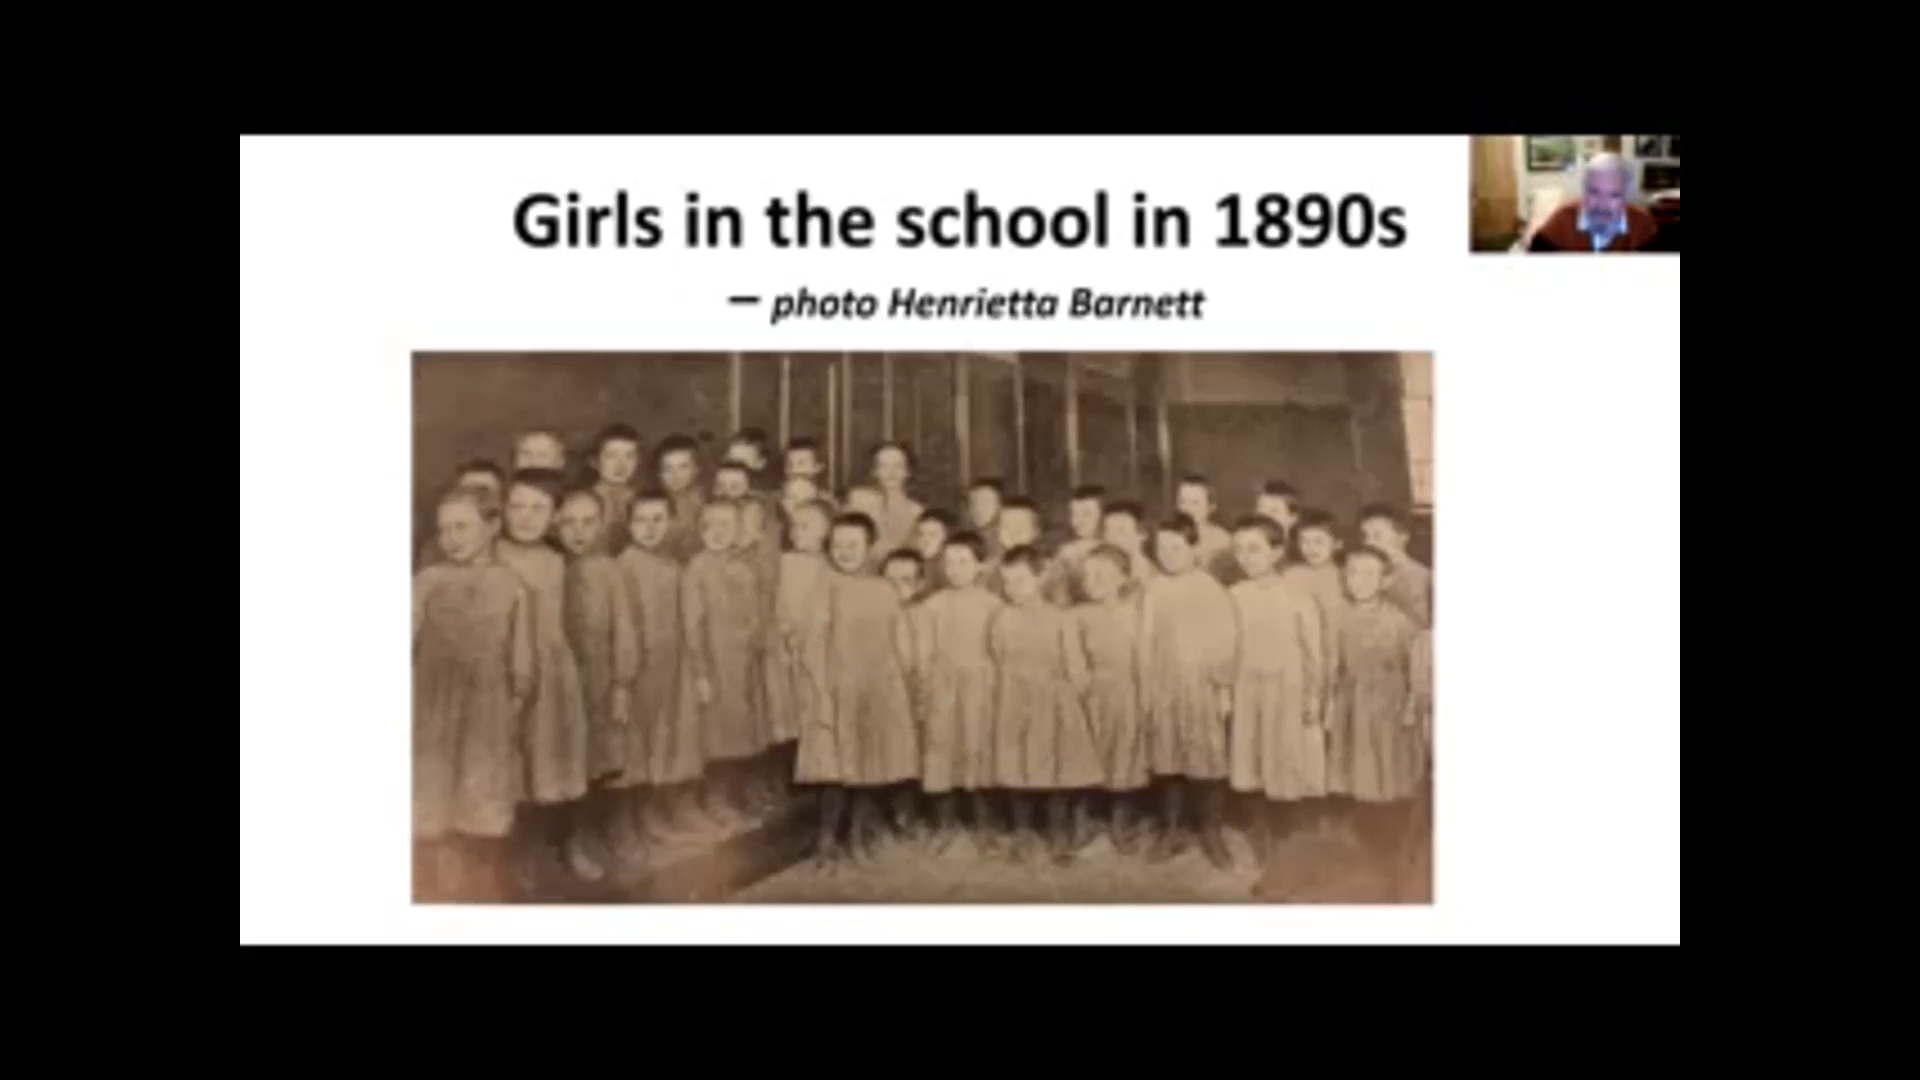 Girls in the school in 1890s
— photo Henrietta Barnett